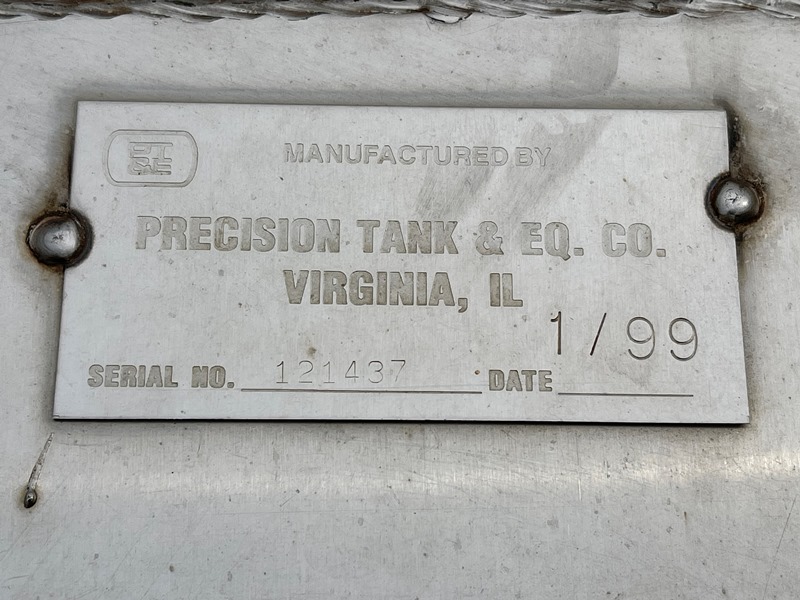 MANUFACTURED BY
PRECISION TANK & EQ. CO.
VIRGINIA, IL
SERIAL NO. 121437 DATE 1/99